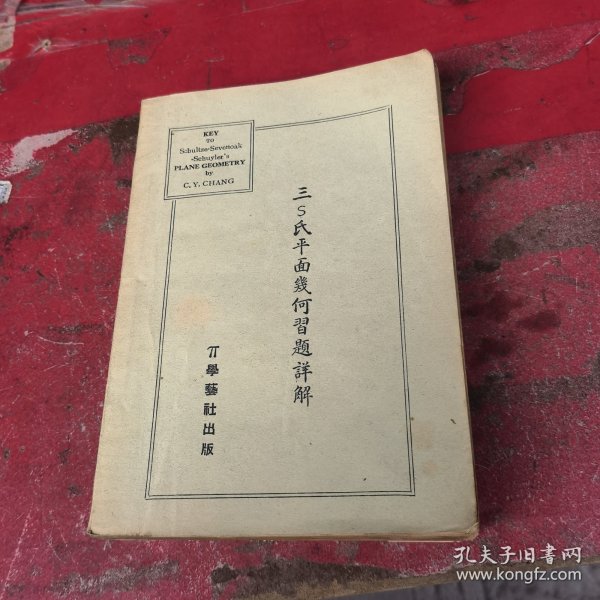 KEY
TO
Schultze-Sevenoak
-Schuyler's
PLANE GEOMETRY
by
C. Y. CHANG
三S氏平面幾何習題詳解
π學藝社出版
孔夫子旧书网
www.kongfz.com